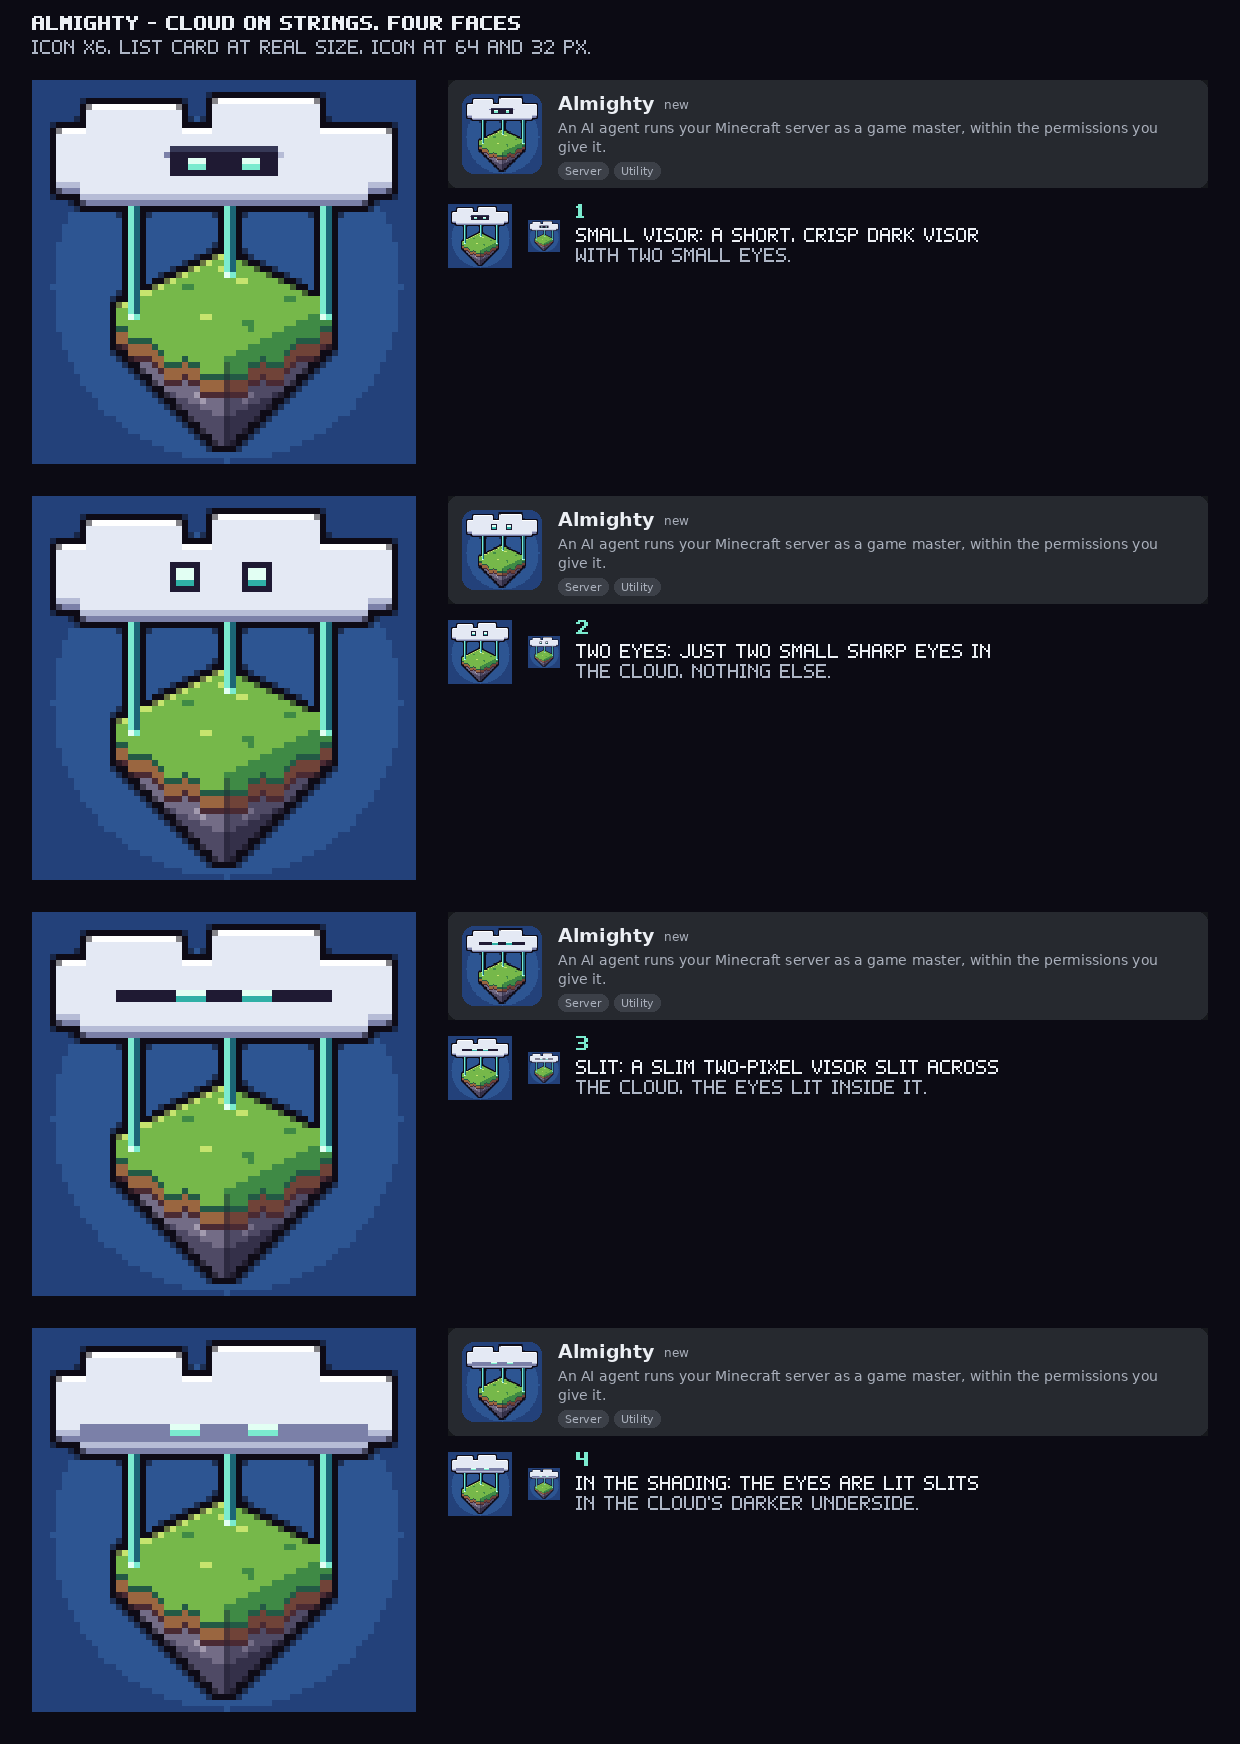 ALMIGHTY - CLOUD ON STRINGS. FOUR FACES
ICON X6. LIST CARD AT REAL SIZE. ICON AT 64 AND 32 PX.
Almighty new
An AI agent runs your Minecraft server as a game master, within the permissions you
give it.
Server Utility
1
SMALL VISOR: A SHORT. CRISP DARK VISOR
WITH TWO SMALL EYES.
Almighty new
An AI agent runs your Minecraft server as a game master, within the permissions you
give it.
Server Utility
2
TWO EYES: JUST TWO SMALL SHARP EYES IN
THE CLOUD. NOTHING ELSE.
Almighty new
An AI agent runs your Minecraft server as a game master, within the permissions you
give it.
Server Utility
3
SLIT: A SLIM TWO-PIXEL VISOR SLIT ACROSS
THE CLOUD. THE EYES LIT INSIDE IT.
Almighty new
An AI agent runs your Minecraft server as a game master, within the permissions you
give it.
Server Utility
4
IN THE SHADING: THE EYES ARE LIT SLITS
IN THE CLOUD'S DARKER UNDERSIDE.